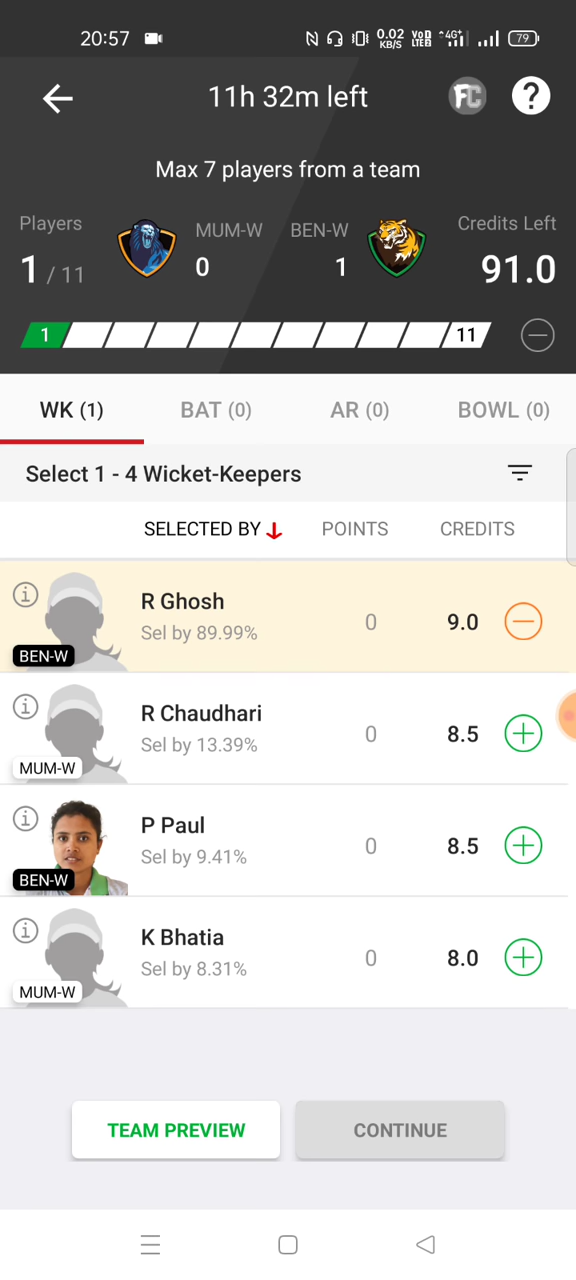 20:57
0.02 KB/S
VoD LTE2
4G
79
11h 32m left
FC
?
Max 7 players from a team
Players
MUM-W
BEN-W
Credits Left
1 / 11
0
1
91.0
1
11
WK (1)
BAT (0)
AR (0)
BOWL (0)
Select 1 - 4 Wicket-Keepers
SELECTED BY
POINTS
CREDITS
R Ghosh
Sel by 89.99%
0
9.0
BEN-W
R Chaudhari
Sel by 13.39%
0
8.5
MUM-W
P Paul
Sel by 9.41%
0
8.5
BEN-W
K Bhatia
Sel by 8.31%
0
8.0
MUM-W
TEAM PREVIEW
CONTINUE